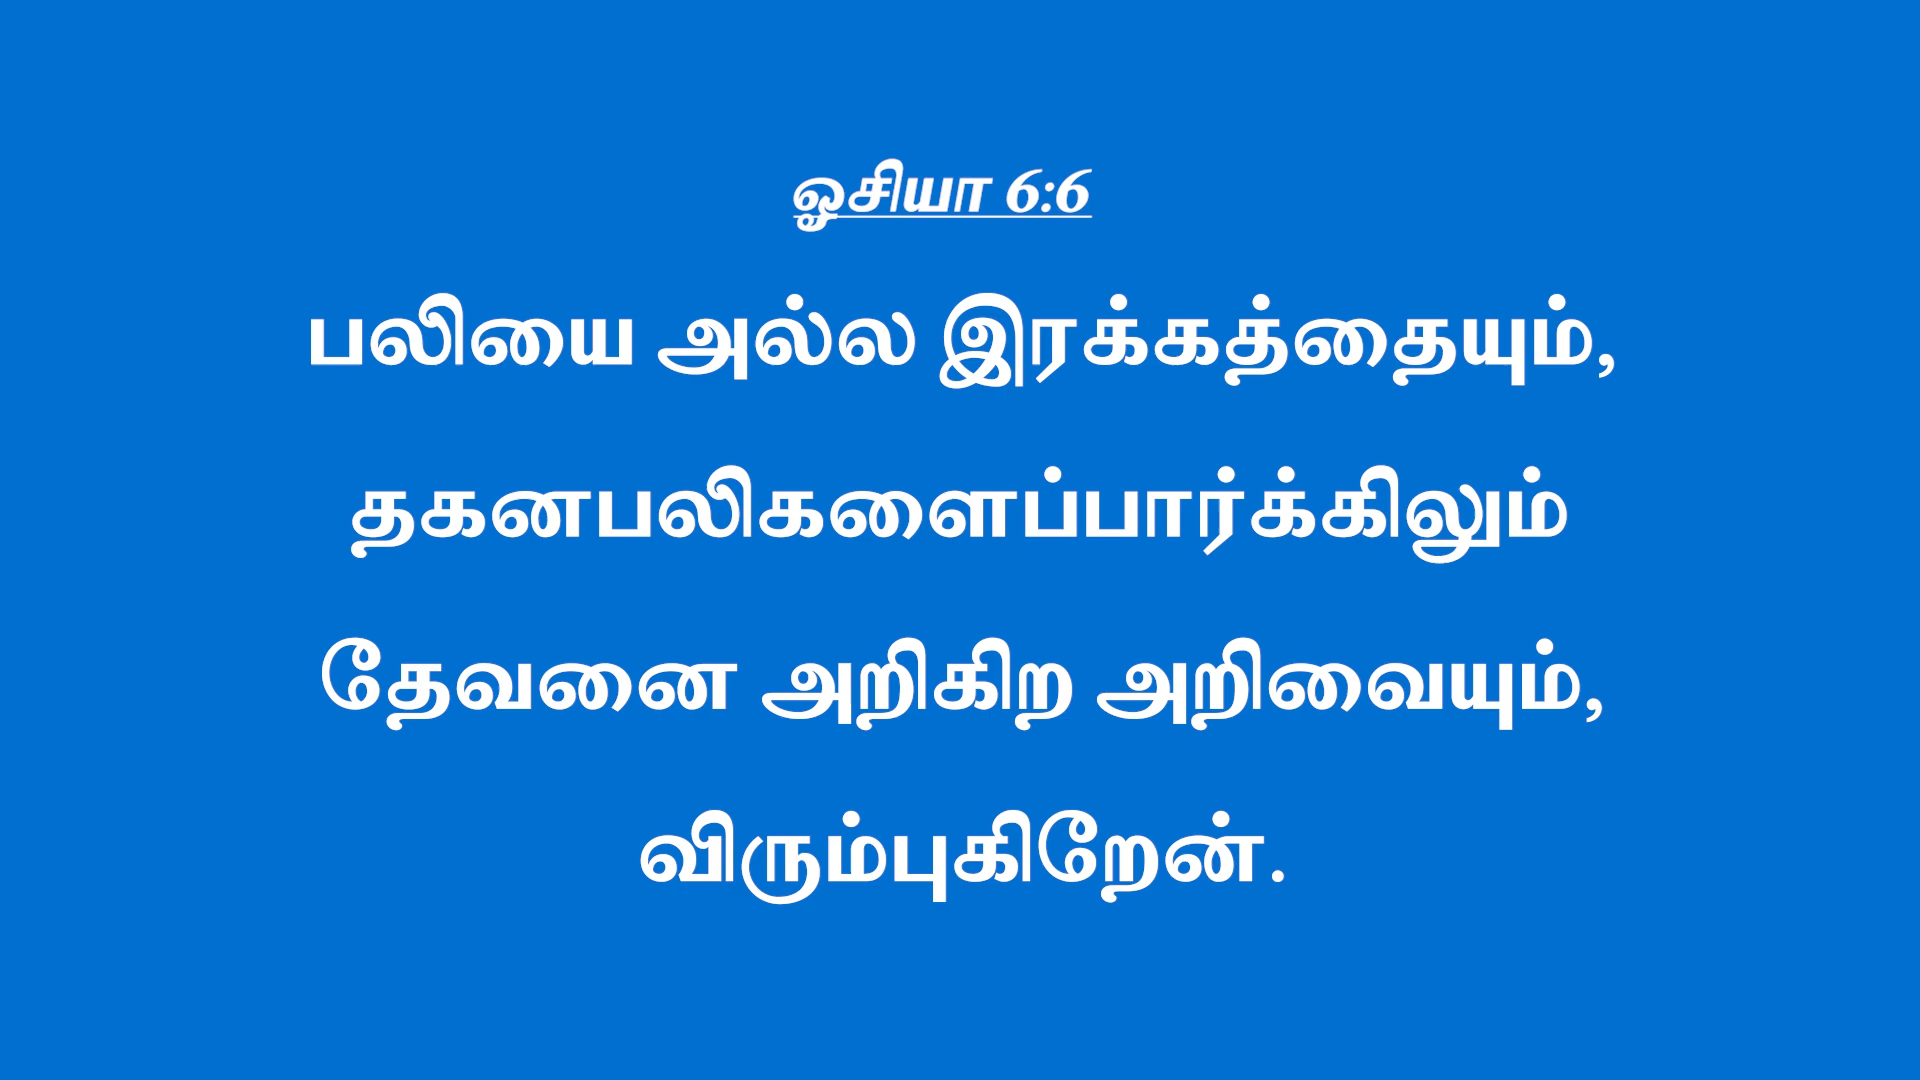 ஓசியா 6:6
பலியை அல்ல இரக்கத்தையும்,
தகனபலிகளைப்பார்க்கிலும்
தேவனை அறிகிற அறிவையும்,
விரும்புகிறேன்.